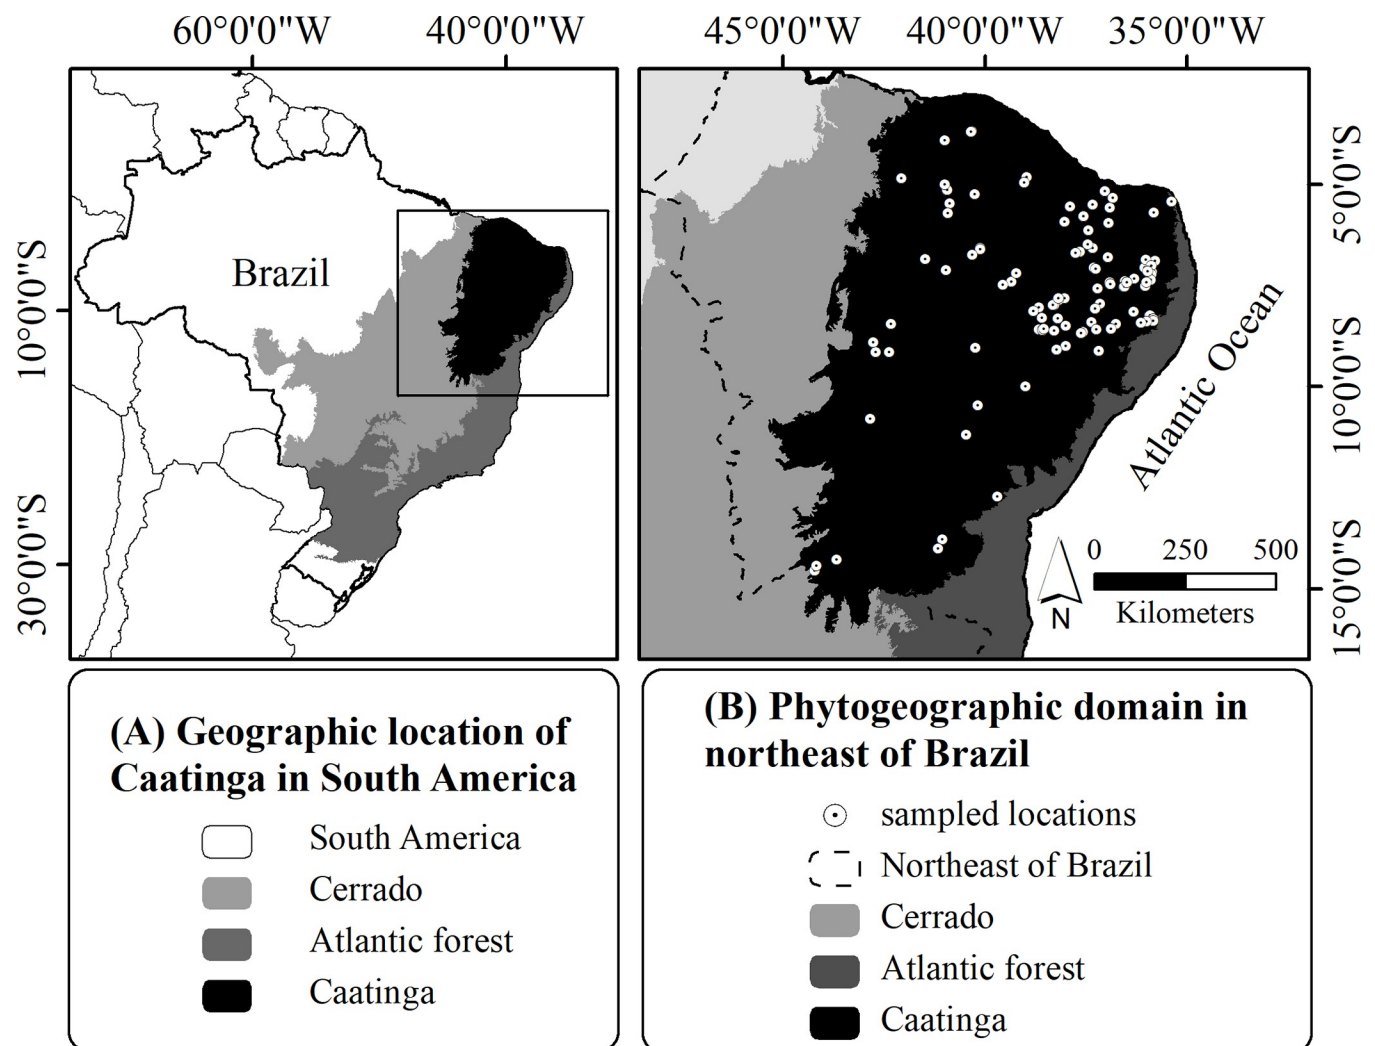 60°0'0"W 40°0'0"W
45°0'0"W 40°0'0"W 35°0'0"W
10°0'0"S
30°0'0"S
Brazil
5°0'0"S
10°0'0"S
15°0'0"S
Atlantic Ocean
0 250 500
Kilometers
N
(A) Geographic location of
Caatinga in South America
South America
Cerrado
Atlantic forest
Caatinga
(B) Phytogeographic domain in
northeast of Brazil
sampled locations
Northeast of Brazil
Cerrado
Atlantic forest
Caatinga